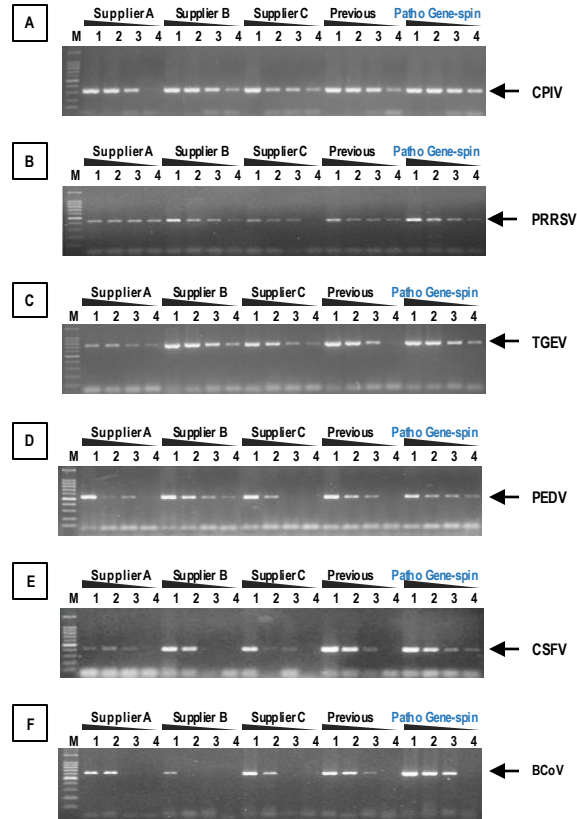 A
Supplier A Supplier B Supplier C Previous Patho Gene-spin
M 1 2 3 4 1 2 3 4 1 2 3 4 1 2 3 4 1 2 3 4
CPIV
B
Supplier A Supplier B Supplier C Previous Patho Gene-spin
M 1 2 3 4 1 2 3 4 1 2 3 4 1 2 3 4 1 2 3 4
PRRSV
C
Supplier A Supplier B Supplier C Previous Patho Gene-spin
M 1 2 3 4 1 2 3 4 1 2 3 4 1 2 3 4 1 2 3 4
TGEV
D
Supplier A Supplier B Supplier C Previous Patho Gene-spin
M 1 2 3 4 1 2 3 4 1 2 3 4 1 2 3 4 1 2 3 4
PEDV
E
Supplier A Supplier B Supplier C Previous Patho Gene-spin
M 1 2 3 4 1 2 3 4 1 2 3 4 1 2 3 4 1 2 3 4
CSFV
F
Supplier A Supplier B Supplier C Previous Patho Gene-spin
M 1 2 3 4 1 2 3 4 1 2 3 4 1 2 3 4 1 2 3 4
BCoV